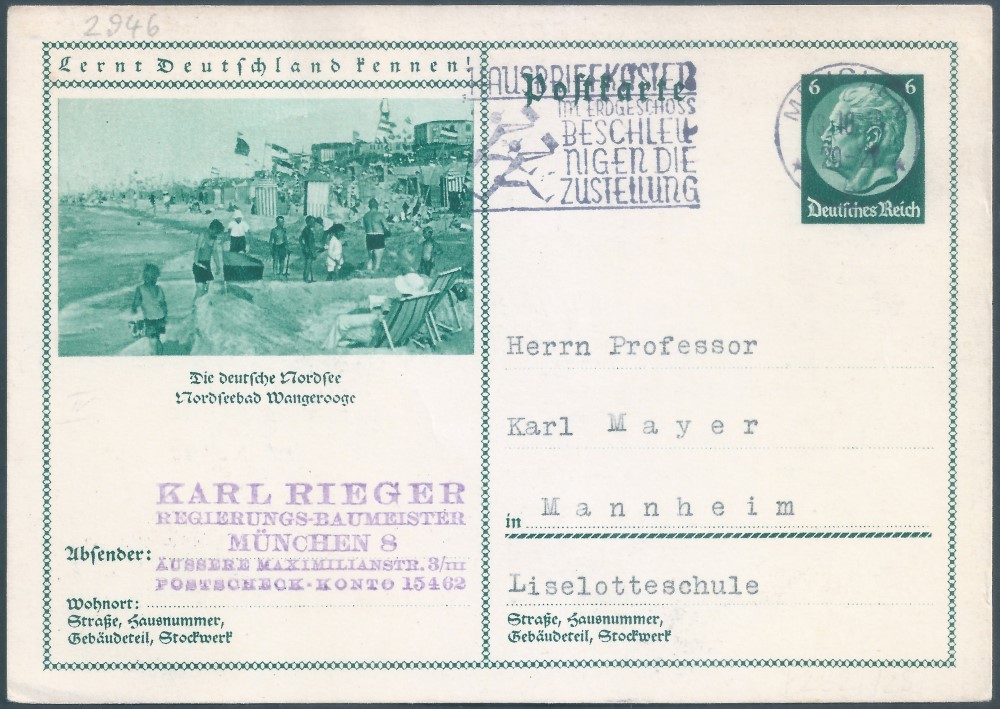 2946
Lernt Deutschland kennen!
Die deutsche Nordsee
Nordseebad Wangerooge
KARL RIEGER
REGIERUNGS-BAUMEISTER
MÜNCHEN 8
ÄUSSERE MAXIMILIANSTR. 3/III
POSTSCHECK-KONTO 15462
Absender:
Wohnort:
Straße, Hausnummer,
Gebäudeteil, Stockwerk
Postkarte
HAUSBRIEFKÄSTEN
IM ERDGESCHOSS
BESCHLEU-
NIGEN DIE
ZUSTELLUNG
6 6
Deutsches Reich
Herrn Professor
Karl Mayer
in Mannheim
Liselotteschule
Straße, Hausnummer,
Gebäudeteil, Stockwerk